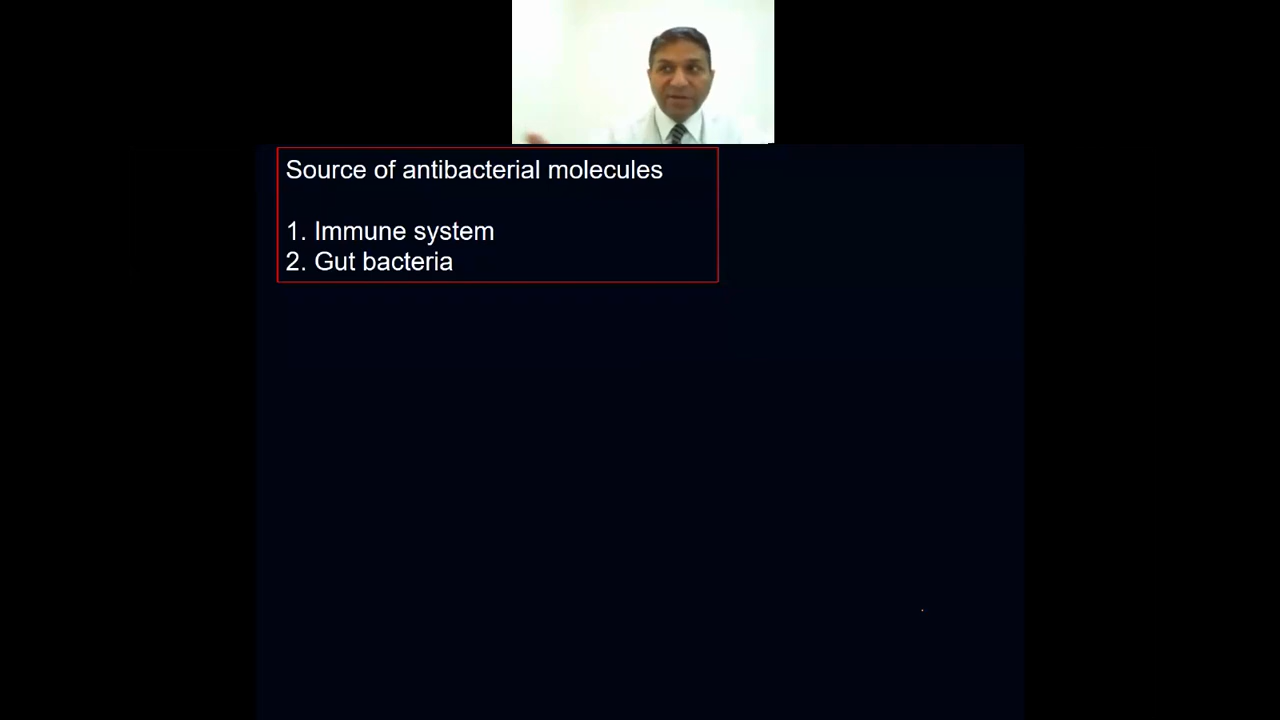 Source of antibacterial molecules
1. Immune system
2. Gut bacteria